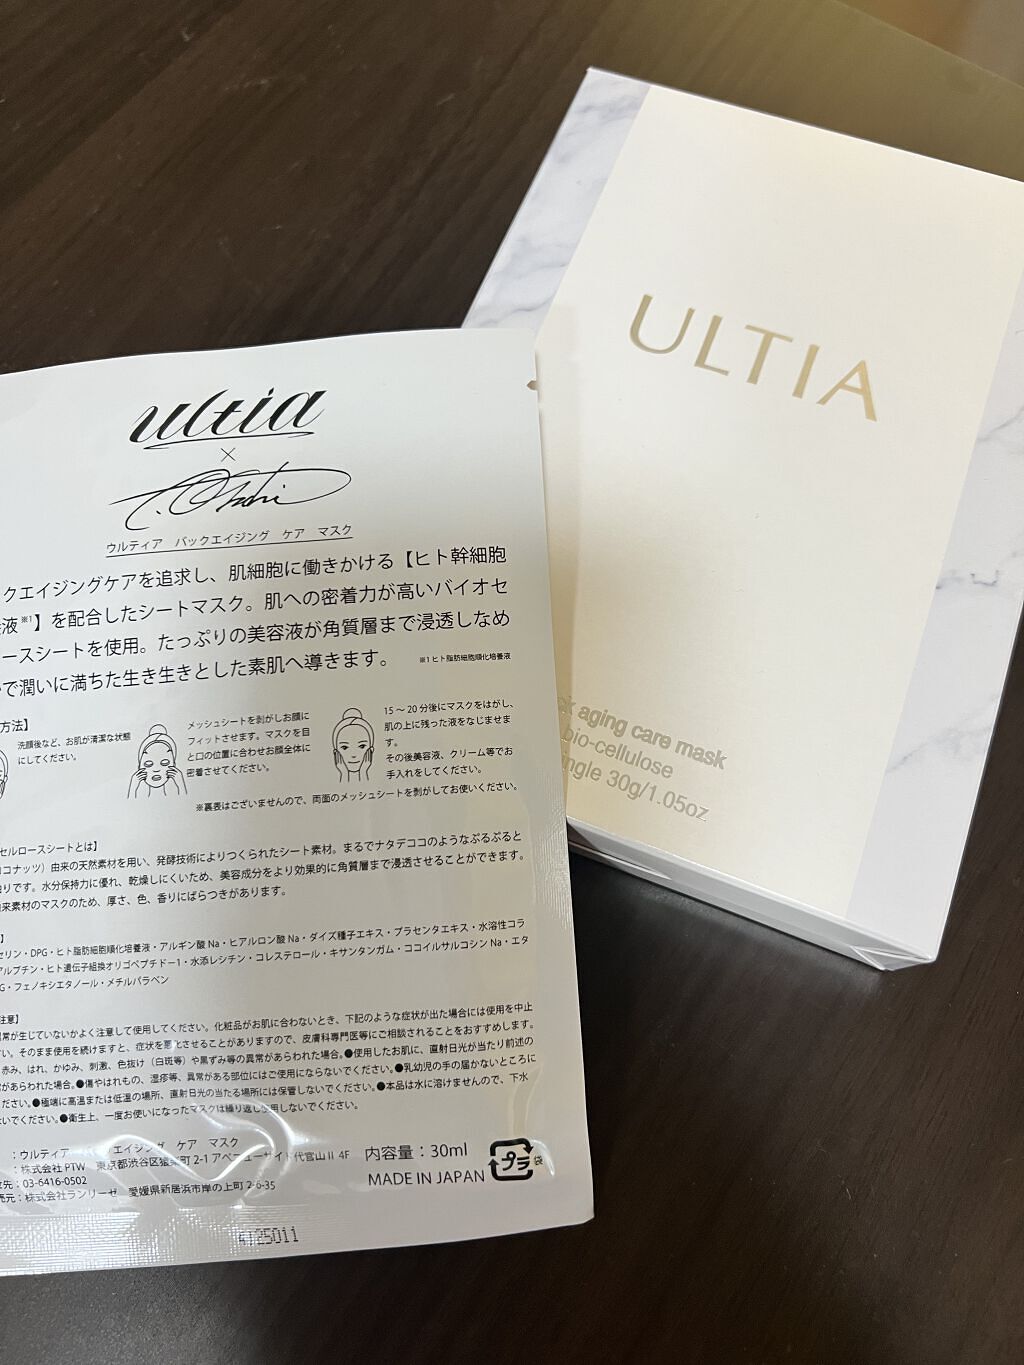 ULTIA
aging care mask
bio-cellulose
30g/1.05oz
ultia
×
ウルティア バックエイジング ケア マスク
クエイジングケアを追求し、肌細胞に働きかける【ヒト幹細胞
液※1】を配合したシートマスク。肌への密着力が高いバイオセ
ロースシートを使用。たっぷりの美容液が角質層まで浸透しなめ
で潤いに満ちた生き生きとした素肌へ導きます。 ※1 ヒト脂肪細胞順化培養液
方法】
洗顔後など、お肌が清潔な状態
にしてください。
メッシュシートを剥がしお顔に
フィットさせます。マスクを目
と口の位置に合わせお顔全体に
密着させてください。
15～20分後にマスクをはがし、
肌の上に残った液をなじませま
す。
その後美容液、クリーム等でお
手入れをしてください。
※裏表はございませんので、両面のメッシュシートを剥がしてお使いください。
セルロースシートとは】
ココナッツ）由来の天然素材を用い、発酵技術によりつくられたシート素材。まるでナタデココのようなぷるぷると
りです。水分保持力に優れ、乾燥しにくいため、美容成分をより効果的に角質層まで浸透させることができます。
来素材のマスクのため、厚さ、色、香りにばらつきがあります。
】
セリン・DPG・ヒト脂肪細胞順化培養液・アルギン酸 Na・ヒアルロン酸 Na・ダイズ種子エキス・プラセンタエキス・水溶性コラ
アルブチン・ヒト遺伝子組換オリゴペプチド－1・水添レシチン・コレステロール・キサンタンガム・ココイルサルコシン Na・エタ
G・フェノキシエタノール・メチルパラベン
注意】
異常が生じていないかよく注意して使用してください。化粧品がお肌に合わないとき、下記のような症状が出た場合には使用を中止
い。そのまま使用を続けますと、症状を悪化させることがありますので、皮膚科専門医等にご相談されることをおすすめします。
赤み、はれ、かゆみ、刺激、色抜け（白斑等）や黒ずみ等の異常があらわれた場合。●使用したお肌に、直射日光が当たり前述の
があらわれた場合。●傷やはれもの、湿疹等、異常がある部位にはご使用にならないでください。●乳幼児の手の届かないところに
ださい。●極端に高温または低温の場所、直射日光の当たる場所には保管しないでください。●本品は水に溶けませんので、下水
いでください。●衛生上、一度お使いになったマスクは繰り返し使用しないでください。
：ウルティア エイジング ケア マスク
：株式会社 PTW 東京都渋谷区猿楽町 2-1 アベニューサイド代官山 II 4F
先：03-6416-0502
売元：株式会社ランリーゼ 愛媛県新居浜市岸の上町 2-6-35
内容量：30ml
MADE IN JAPAN
プラ
袋